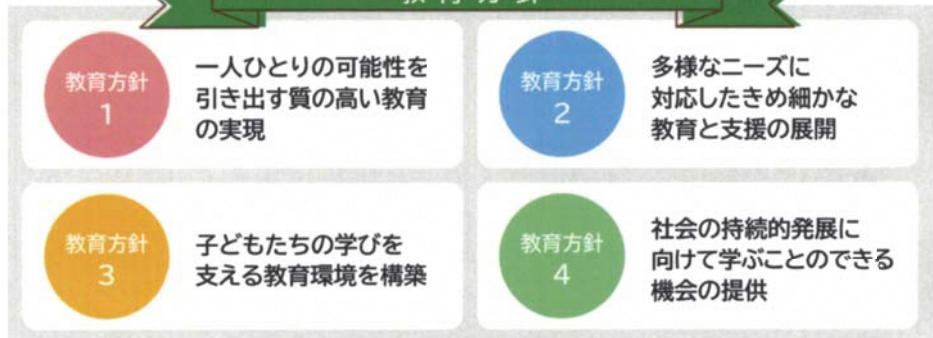 教育方針
教育方針
1
一人ひとりの可能性を
引き出す質の高い教育
の実現
教育方針
2
多様なニーズに
対応したきめ細かな
教育と支援の展開
教育方針
3
子どもたちの学びを
支える教育環境を構築
教育方針
4
社会の持続的発展に
向けて学ぶことのできる
機会の提供